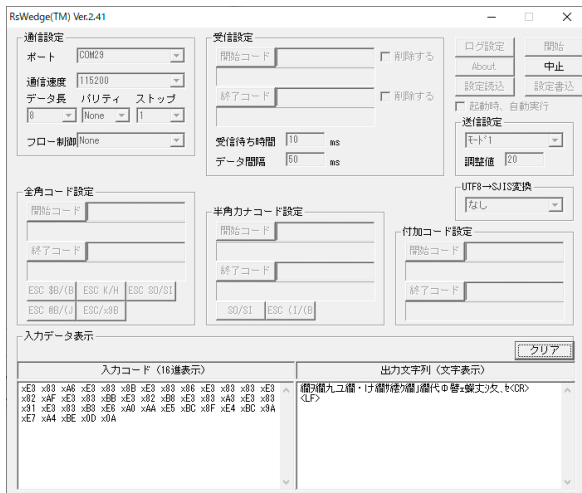 RsWedge(TM) Ver.2.41
通信設定
ポート COM29
通信速度 115200
データ長 パリティ ストップ
8 None 1
フロー制御 None
受信設定
開始コード 削除する
終了コード 削除する
受信待ち時間 10 ms
データ間隔 50 ms
ログ設定 開始
About 中止
設定読込 設定書込
起動時、自動実行
送信設定
モード1
調整値 20
UTF8→SJIS変換
なし
全角コード設定
開始コード
終了コード
ESC $B/(B ESC K/H ESC SO/SI
ESC @B/(J ESC/x9B
半角カナコード設定
開始コード
終了コード
SO/SI ESC (I/(B
付加コード設定
開始コード
終了コード
入力データ表示
クリア
入力コード（16進表示）
xE3 x83 xA6 xE3 x83 x8B xE3 x83 x86 xE3 x83 x83 xE3
x82 xAF xE3 x83 xBB xE3 x82 xB8 xE3 x83 xA3 xE3 x83
x91 xE3 x83 xB3 xE6 xA0 xAA xE5 xBC x8F xE4 xBC x9A
xE7 xA4 xBE x0D x0A
出力文字列（文字表示）
<CR>
<LF>